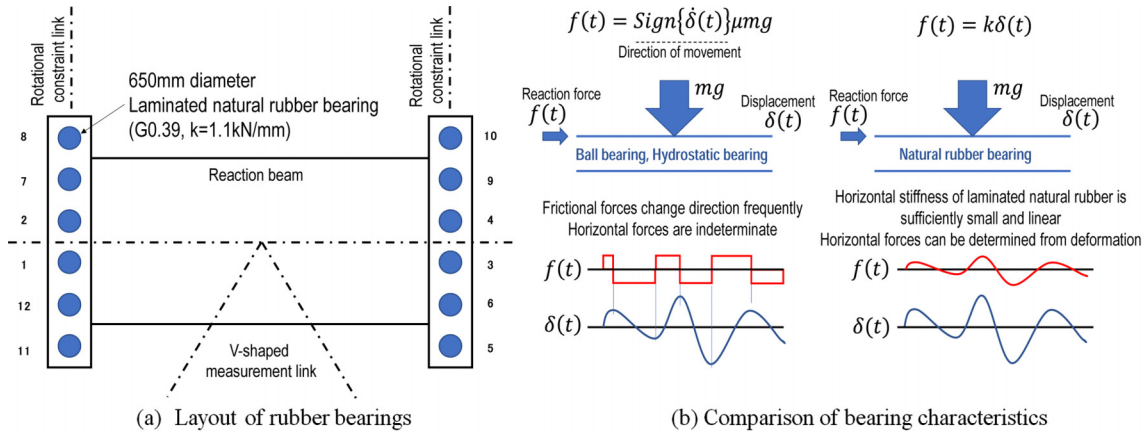 Rotational
constraint link
650mm diameter
Laminated natural rubber bearing
(G0.39, k=1.1kN/mm)
Rotational
constraint link
8
7
2
1
12
11
10
9
4
3
6
5
Reaction beam
V-shaped
measurement link
(a) Layout of rubber bearings
f(t) = Sign{δ̇(t)}μmg
Direction of movement
Reaction force
f(t)
mg
Displacement
δ(t)
Ball bearing, Hydrostatic bearing
Frictional forces change direction frequently
Horizontal forces are indeterminate
f(t)
δ(t)
f(t) = kδ(t)
Reaction force
f(t)
mg
Displacement
δ(t)
Natural rubber bearing
Horizontal stiffness of laminated natural rubber is
sufficiently small and linear
Horizontal forces can be determined from deformation
f(t)
δ(t)
(b) Comparison of bearing characteristics